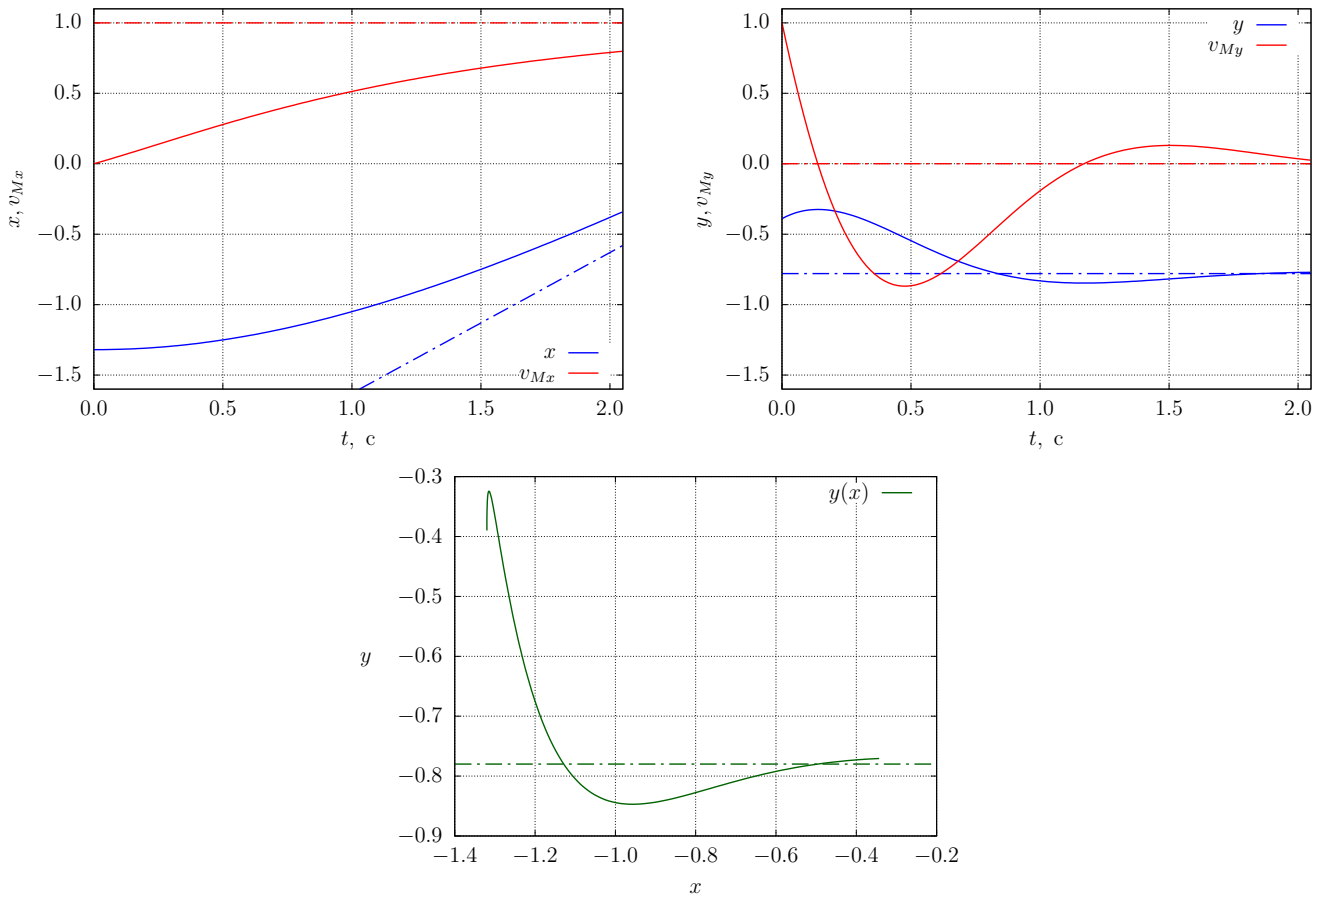 1.0
0.5
0.0
−0.5
−1.0
−1.5
x, v_{Mx}
x
v_{Mx}
0.0 0.5 1.0 1.5 2.0
t, с
1.0
0.5
0.0
−0.5
−1.0
−1.5
y, v_{My}
y
v_{My}
0.0 0.5 1.0 1.5 2.0
t, с
−0.3
−0.4
−0.5
−0.6
−0.7
−0.8
−0.9
y
y(x)
−1.4 −1.2 −1.0 −0.8 −0.6 −0.4 −0.2
x